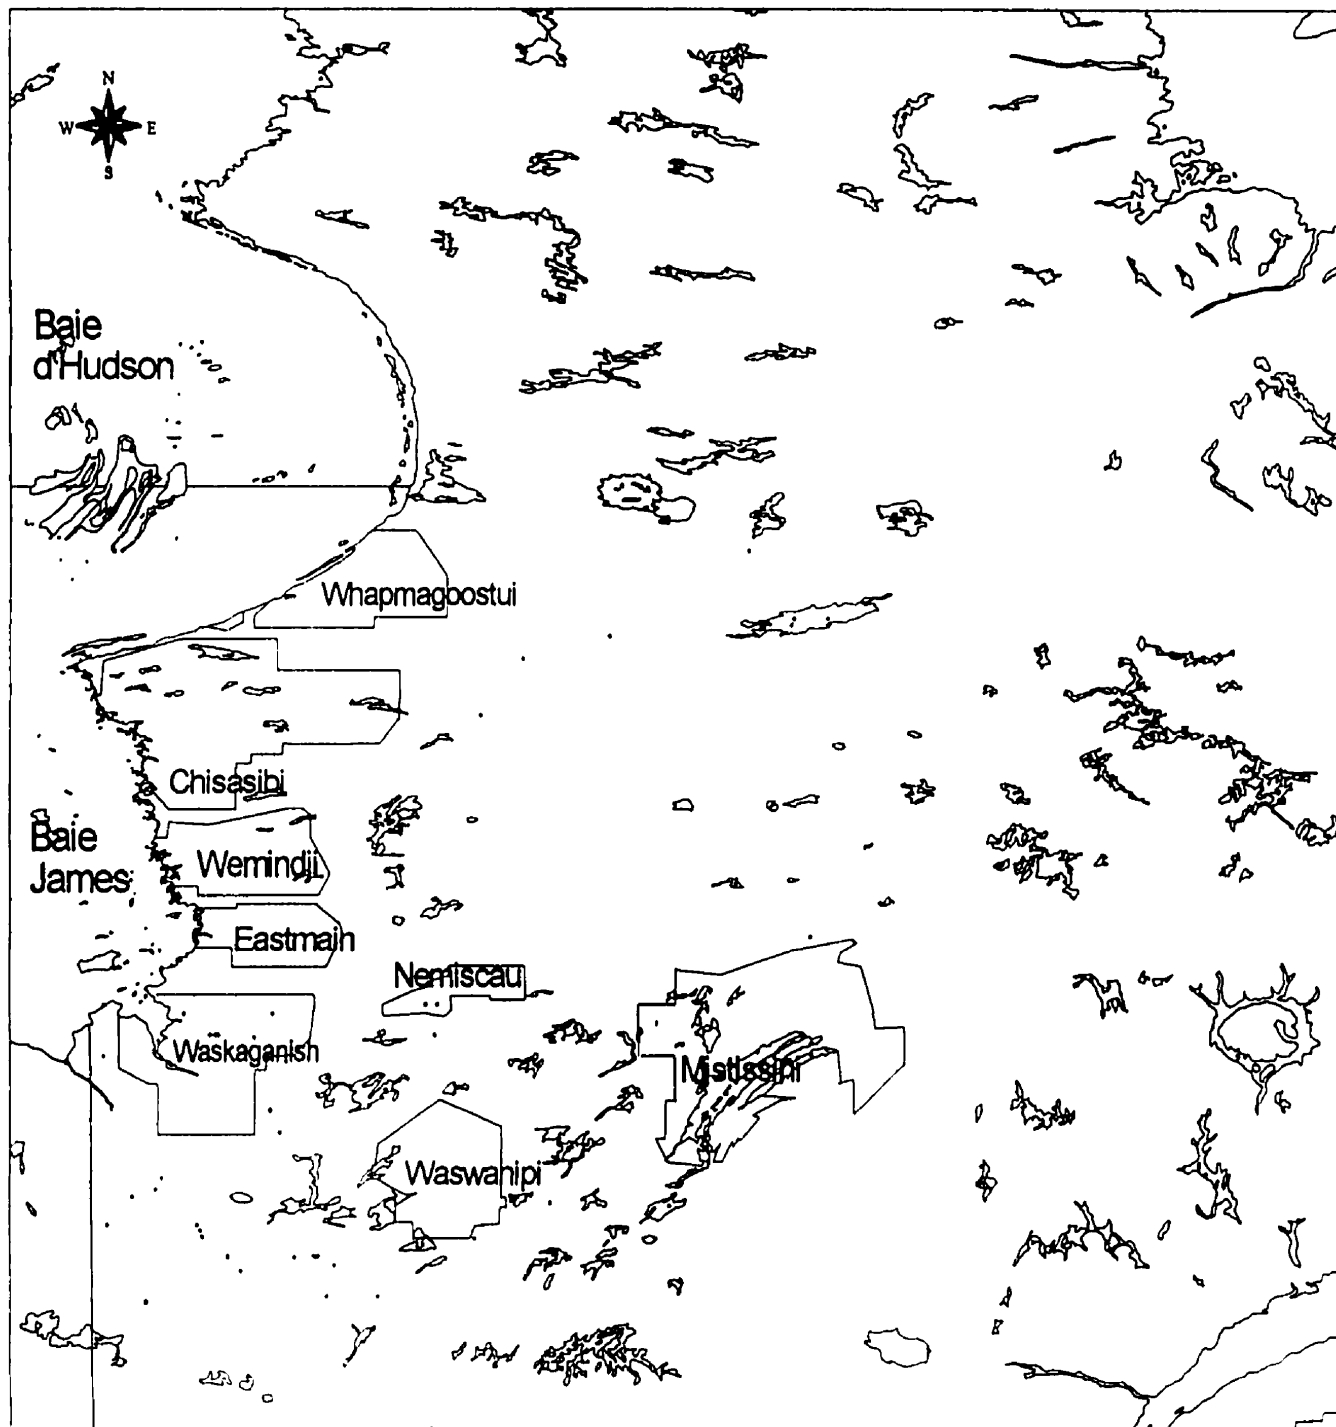 N
W E
S
Baie
d'Hudson
Whapmagoostui
Chisasibi
Baie
James
Wemindji
Eastmain
Nemiscau
Waskaganish
Mistissini
Waswanipi